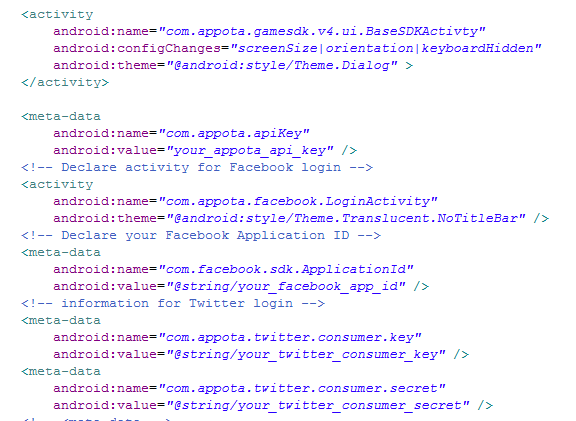 <activity
android:name="com.appota.gamesdk.v4.ui.BaseSDKActivty"
android:configChanges="screenSize|orientation|keyboardHidden"
android:theme="@android:style/Theme.Dialog" >
</activity>
<meta-data
android:name="com.appota.apiKey"
android:value="your_appota_api_key" />
<!-- Declare activity for Facebook login -->
<activity
android:name="com.appota.facebook.LoginActivity"
android:theme="@android:style/Theme.Translucent.NoTitleBar" />
<!-- Declare your Facebook Application ID -->
<meta-data
android:name="com.facebook.sdk.ApplicationId"
android:value="@string/your_facebook_app_id" />
<!-- information for Twitter login -->
<meta-data
android:name="com.appota.twitter.consumer.key"
android:value="@string/your_twitter_consumer_key" />
<meta-data
android:name="com.appota.twitter.consumer.secret"
android:value="@string/your_twitter_consumer_secret" />